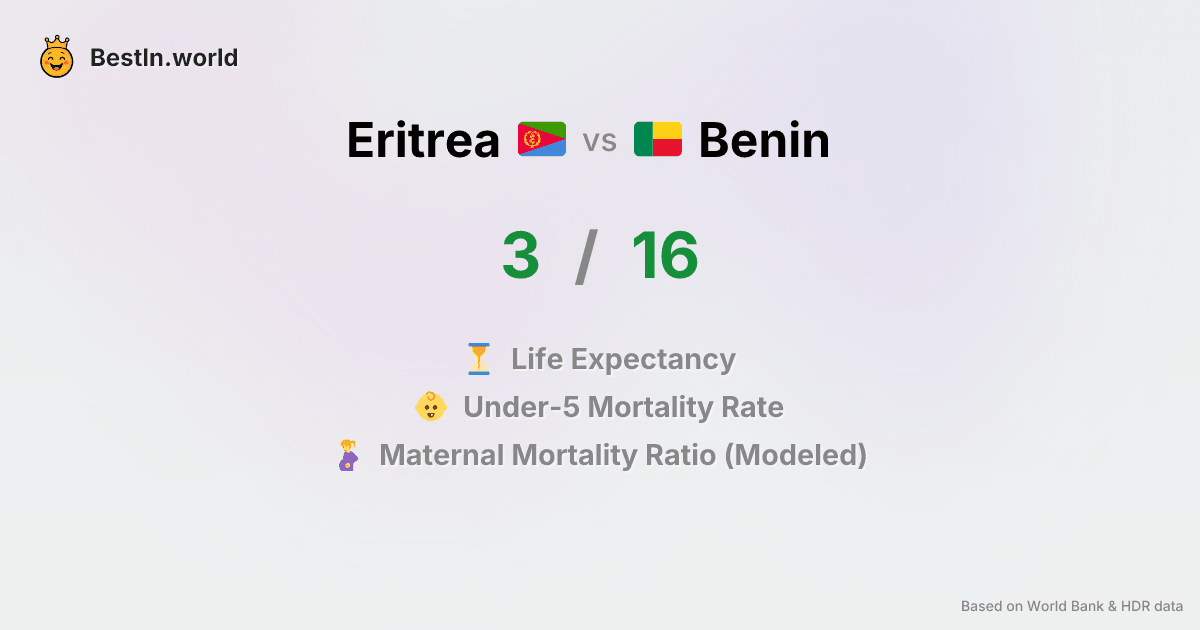 BestIn.world
Eritrea vs Benin
3 / 16
Life Expectancy
Under-5 Mortality Rate
Maternal Mortality Ratio (Modeled)
Based on World Bank & HDR data